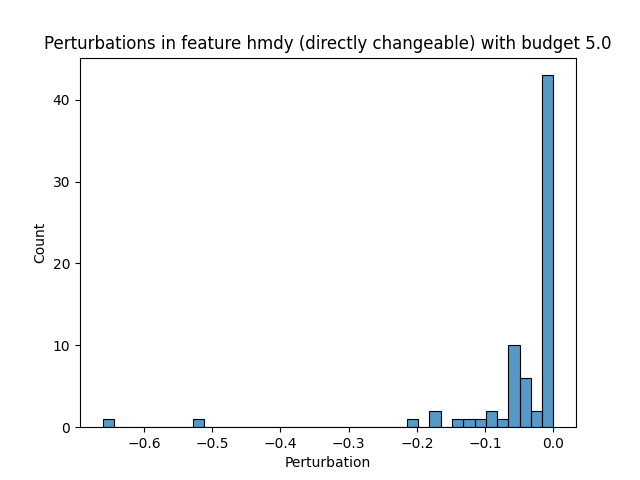 Perturbations in feature hmdy (directly changeable) with budget 5.0
Count
40
30
20
10
0
−0.6 −0.5 −0.4 −0.3 −0.2 −0.1 0.0
Perturbation